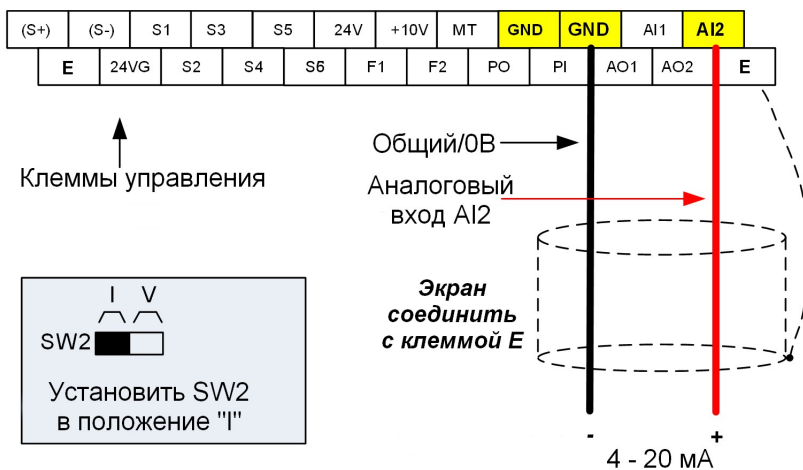 (S+) (S-) S1 S3 S5 24V +10V MT GND GND AI1 AI2
E 24VG S2 S4 S6 F1 F2 PO PI AO1 AO2 E
Клеммы управления
Общий/0В
Аналоговый
вход AI2
Экран
соединить
с клеммой Е
I V
SW2
Установить SW2
в положение "I"
- +
4 - 20 мА